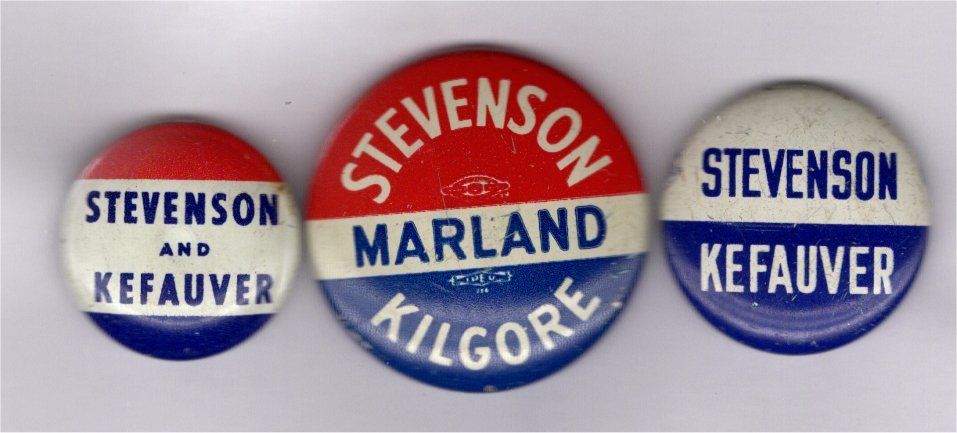 STEVENSON
AND
KEFAUVER
STEVENSON
MARLAND
KILGORE
STEVENSON
KEFAUVER